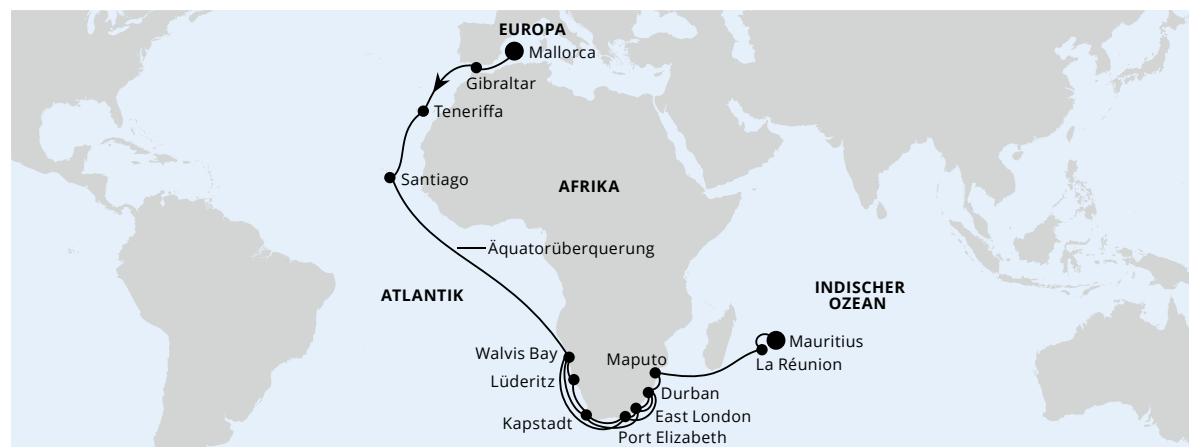 EUROPA
Mallorca
Gibraltar
Teneriffa
Santiago
AFRIKA
Äquatorüberquerung
ATLANTIK
INDISCHER
OZEAN
Mauritius
La Réunion
Walvis Bay
Maputo
Lüderitz
Durban
Kapstadt
East London
Port Elizabeth